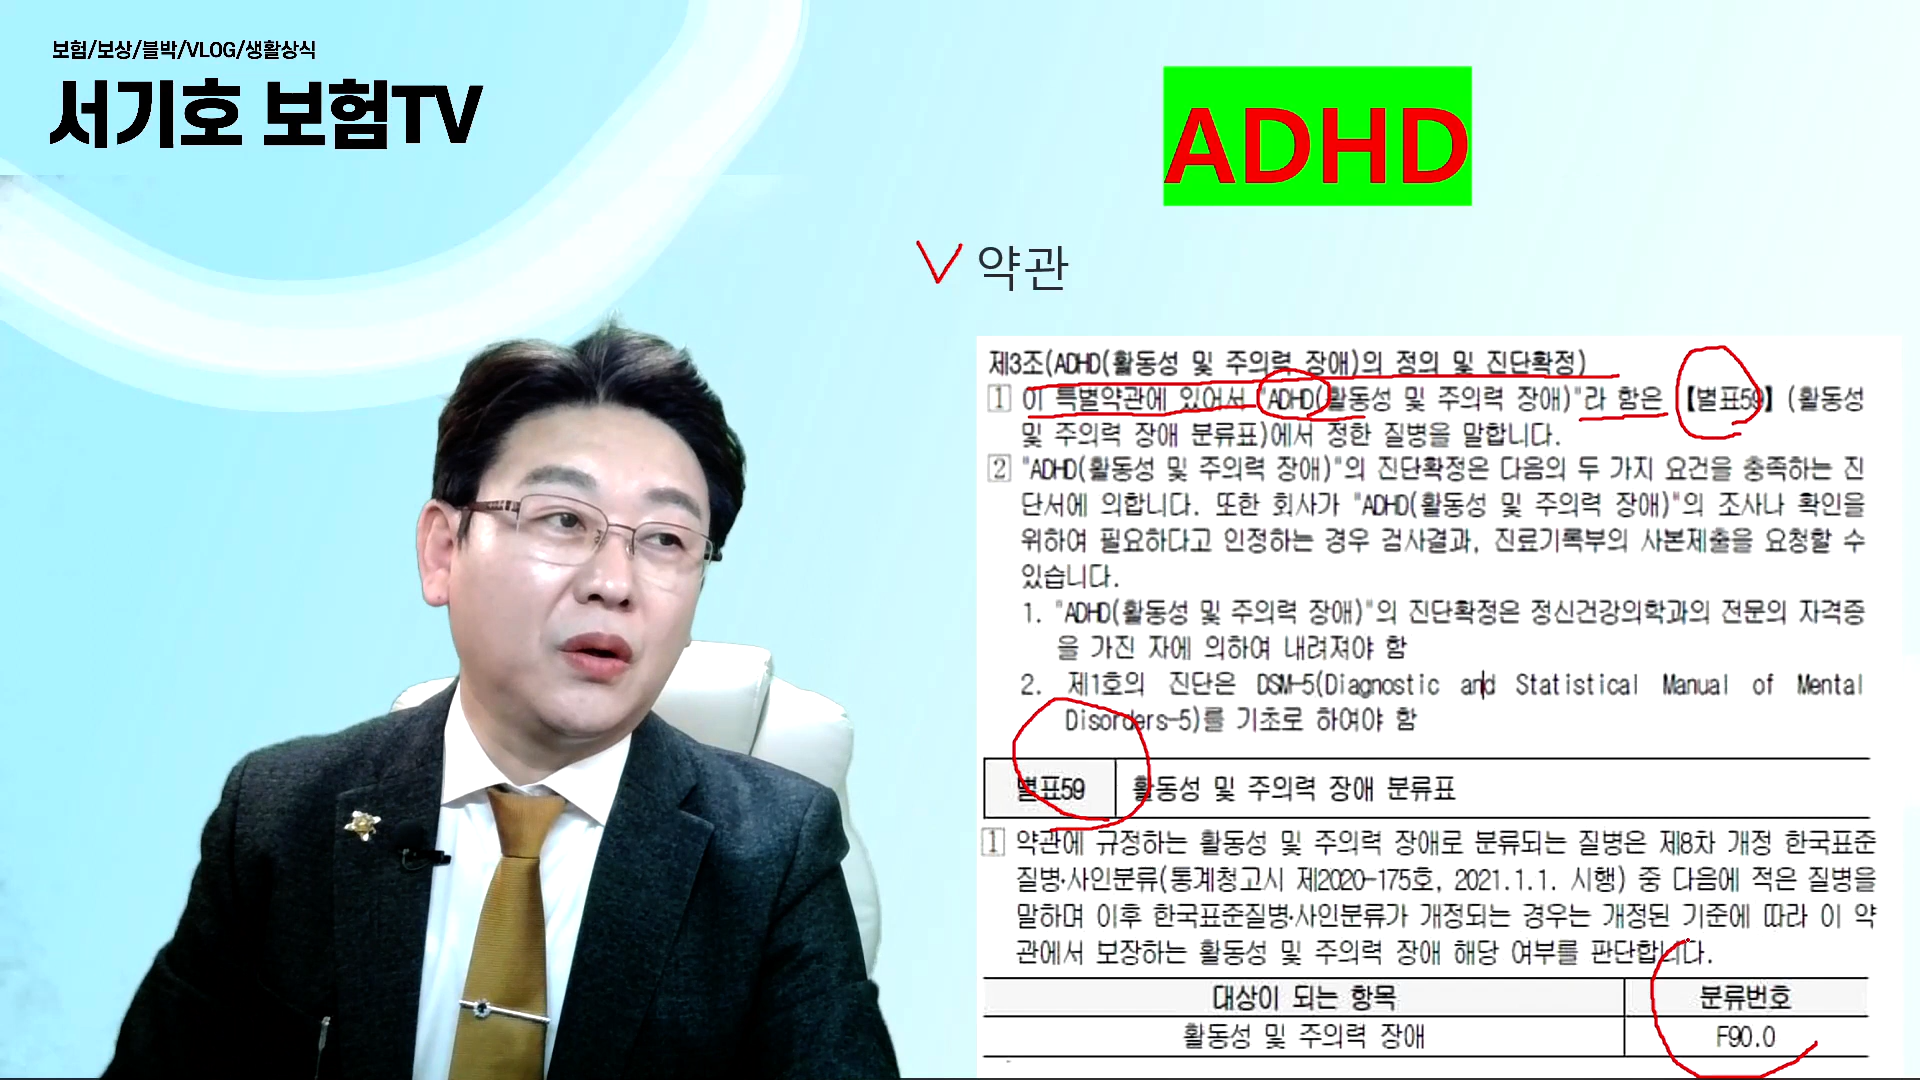 보험/보상/블박/VLOG/생활상식
서기호 보험TV
ADHD
약관
제3조(ADHD(활동성 및 주의력 장애)의 정의 및 진단확정)
1 이 특별약관에 있어서 "ADHD(활동성 및 주의력 장애)"라 함은 【별표59】(활동성
및 주의력 장애 분류표)에서 정한 질병을 말합니다.
2 "ADHD(활동성 및 주의력 장애)"의 진단확정은 다음의 두 가지 요건을 충족하는 진
단서에 의합니다. 또한 회사가 "ADHD(활동성 및 주의력 장애)"의 조사나 확인을
위하여 필요하다고 인정하는 경우 검사결과, 진료기록부의 사본제출을 요청할 수
있습니다.
1. "ADHD(활동성 및 주의력 장애)"의 진단확정은 정신건강의학과의 전문의 자격증
을 가진 자에 의하여 내려져야 함
2. 제1호의 진단은 DSM-5(Diagnostic and Statistical Manual of Mental
Disorders-5)를 기초로 하여야 함
별표59 활동성 및 주의력 장애 분류표
1 약관에 규정하는 활동성 및 주의력 장애로 분류되는 질병은 제8차 개정 한국표준
질병·사인분류(통계청고시 제2020-175호, 2021.1.1. 시행) 중 다음에 적은 질병을
말하며 이후 한국표준질병·사인분류가 개정되는 경우는 개정된 기준에 따라 이 약
관에서 보장하는 활동성 및 주의력 장애 해당 여부를 판단합니다.
대상이 되는 항목 분류번호
활동성 및 주의력 장애 F90.0